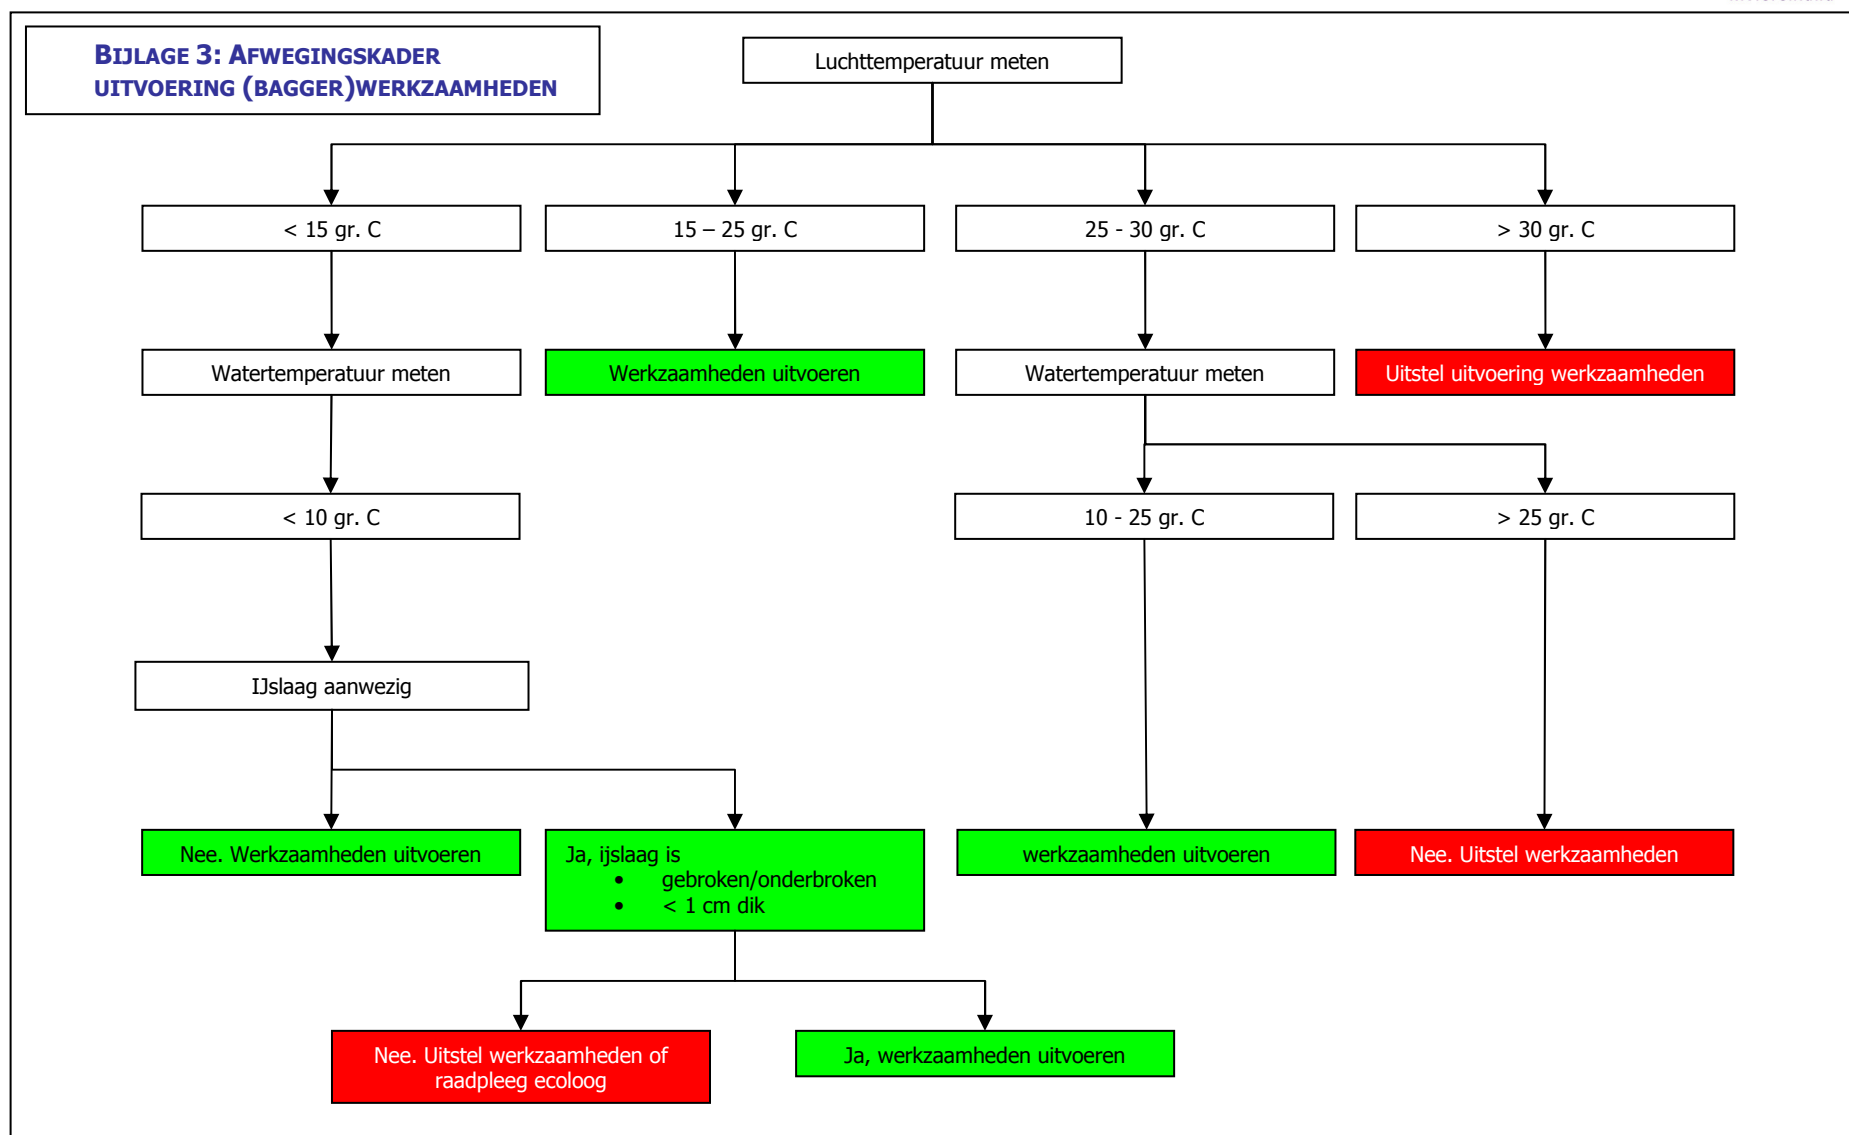 BIJLAGE 3: AFWEGINGSKADER
UITVOERING (BAGGER)WERKZAAMHEDEN
Luchttemperatuur meten
< 15 gr. C
15 – 25 gr. C
25 - 30 gr. C
> 30 gr. C
Watertemperatuur meten
Werkzaamheden uitvoeren
Watertemperatuur meten
Uitstel uitvoering werkzaamheden
< 10 gr. C
10 - 25 gr. C
> 25 gr. C
IJslaag aanwezig
Nee. Werkzaamheden uitvoeren
Ja, ijslaag is
• gebroken/onderbroken
• < 1 cm dik
werkzaamheden uitvoeren
Nee. Uitstel werkzaamheden
Nee. Uitstel werkzaamheden of
raadpleeg ecoloog
Ja, werkzaamheden uitvoeren